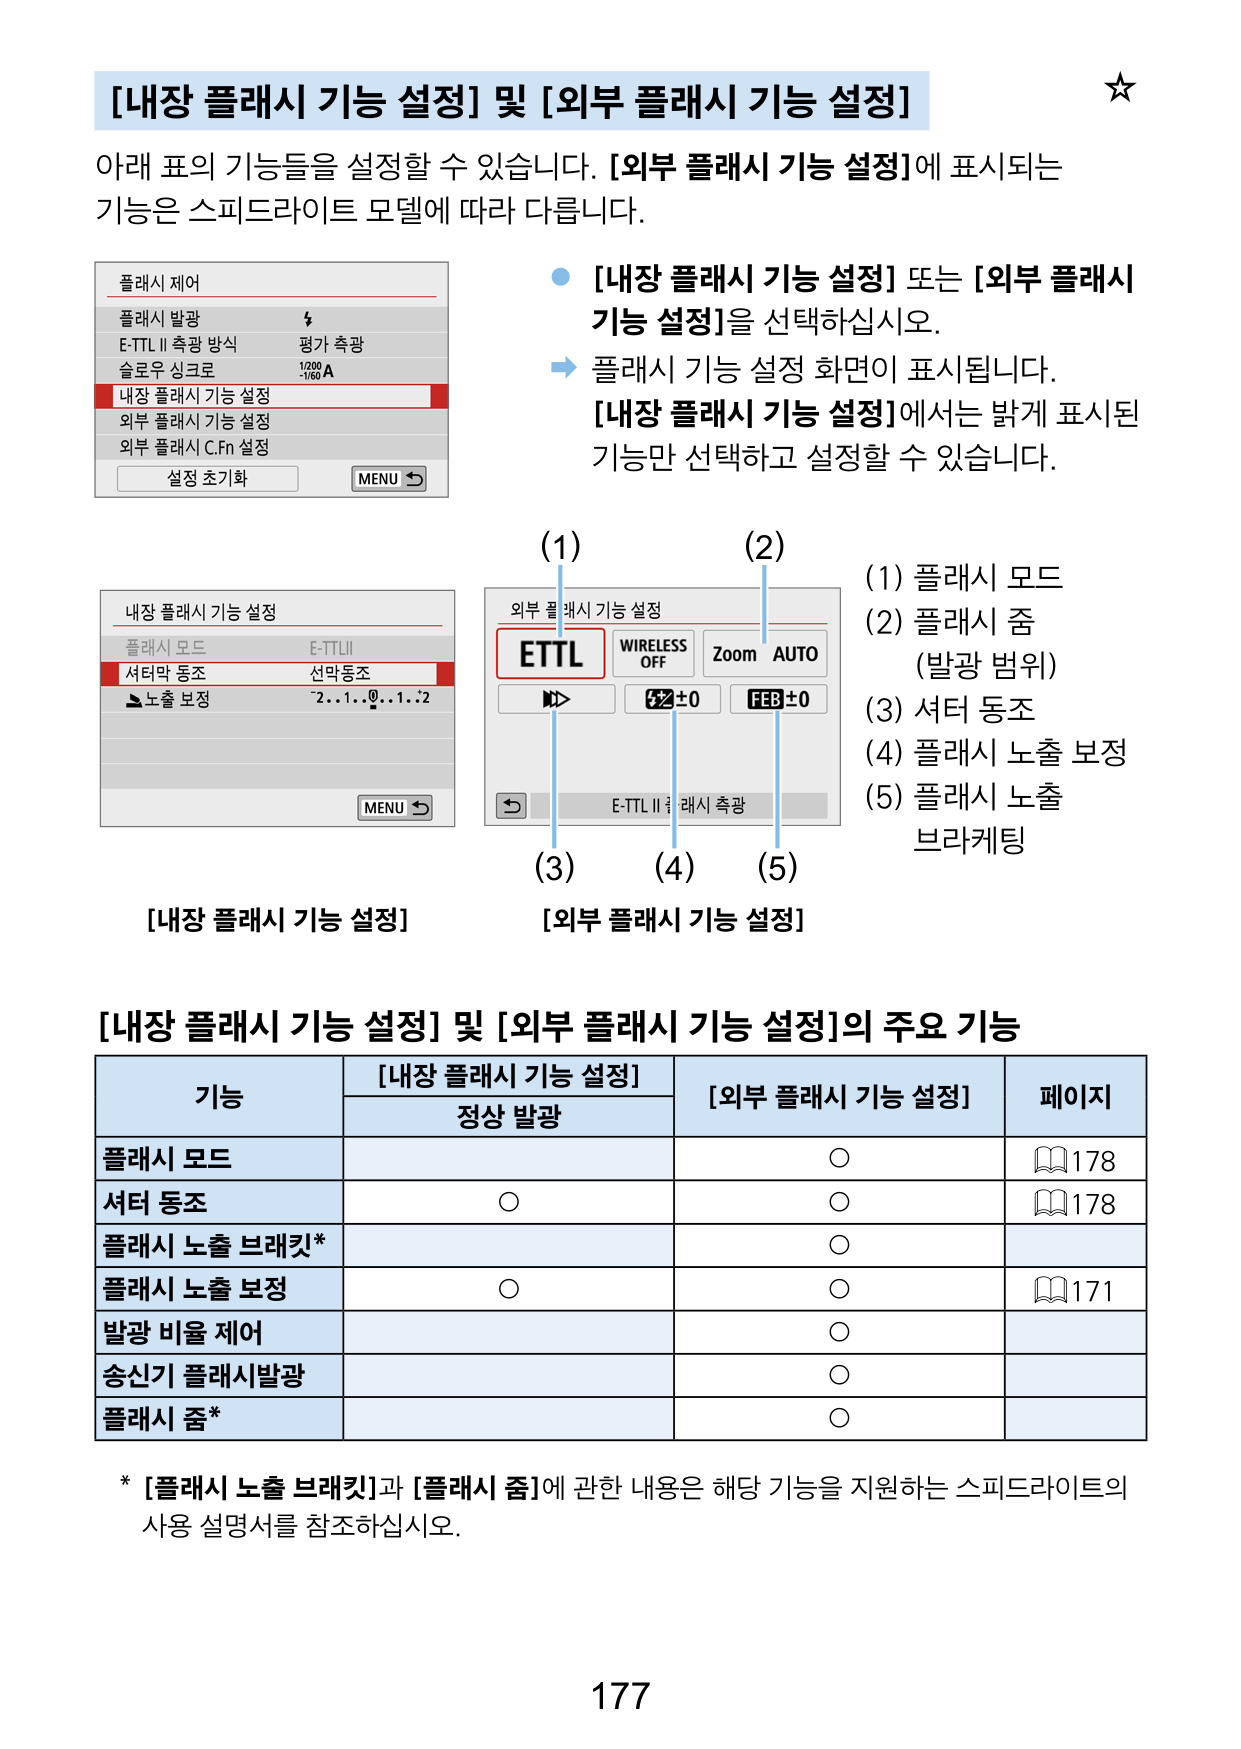 [내장 플래시 기능 설정] 및 [외부 플래시 기능 설정] ☆
아래 표의 기능들을 설정할 수 있습니다. [외부 플래시 기능 설정]에 표시되는
기능은 스피드라이트 모델에 따라 다릅니다.
플래시 제어
플래시 발광
E-TTL II 측광 방식 평가 측광
슬로우 싱크로 1/200-1/60 A
내장 플래시 기능 설정
외부 플래시 기능 설정
외부 플래시 C.Fn 설정
설정 초기화 MENU
● [내장 플래시 기능 설정] 또는 [외부 플래시
기능 설정]을 선택하십시오.
➡ 플래시 기능 설정 화면이 표시됩니다.
[내장 플래시 기능 설정]에서는 밝게 표시된
기능만 선택하고 설정할 수 있습니다.
내장 플래시 기능 설정
플래시 모드 E-TTLII
셔터막 동조 선막동조
노출 보정 -2..1..0..1..+2
MENU
(1) (2)
외부 플래시 기능 설정
ETTL WIRELESS OFF Zoom AUTO
±0 FEB±0
E-TTL II 플래시 측광
(3) (4) (5)
(1) 플래시 모드
(2) 플래시 줌
(발광 범위)
(3) 셔터 동조
(4) 플래시 노출 보정
(5) 플래시 노출
브라케팅
[내장 플래시 기능 설정] [외부 플래시 기능 설정]
[내장 플래시 기능 설정] 및 [외부 플래시 기능 설정]의 주요 기능
기능 [내장 플래시 기능 설정] [외부 플래시 기능 설정] 페이지
정상 발광
플래시 모드 ○ 178
셔터 동조 ○ ○ 178
플래시 노출 브래킷* ○
플래시 노출 보정 ○ ○ 171
발광 비율 제어 ○
송신기 플래시발광 ○
플래시 줌* ○
* [플래시 노출 브래킷]과 [플래시 줌]에 관한 내용은 해당 기능을 지원하는 스피드라이트의
사용 설명서를 참조하십시오.
177